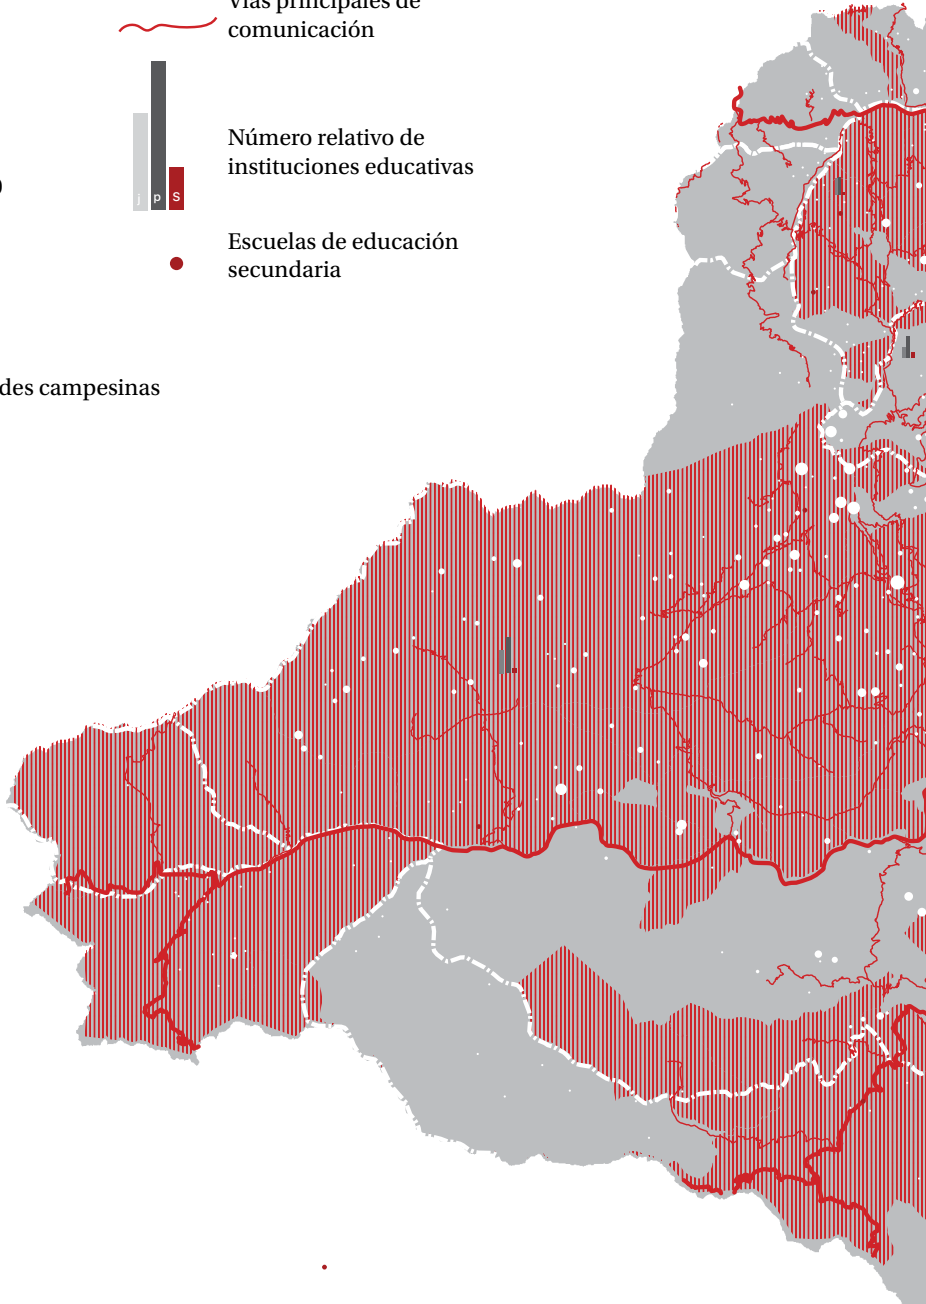 Vías principales de
comunicación
Número relativo de
instituciones educativas
j p S
Escuelas de educación
secundaria
des campesinas